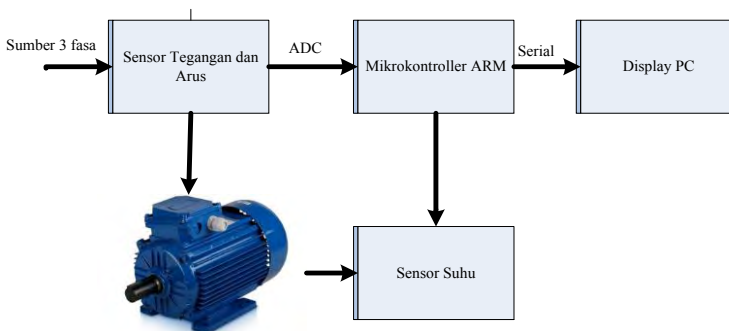 Sumber 3 fasa
Sensor Tegangan dan
Arus
ADC
Mikrokontroller ARM
Serial
Display PC
Sensor Suhu